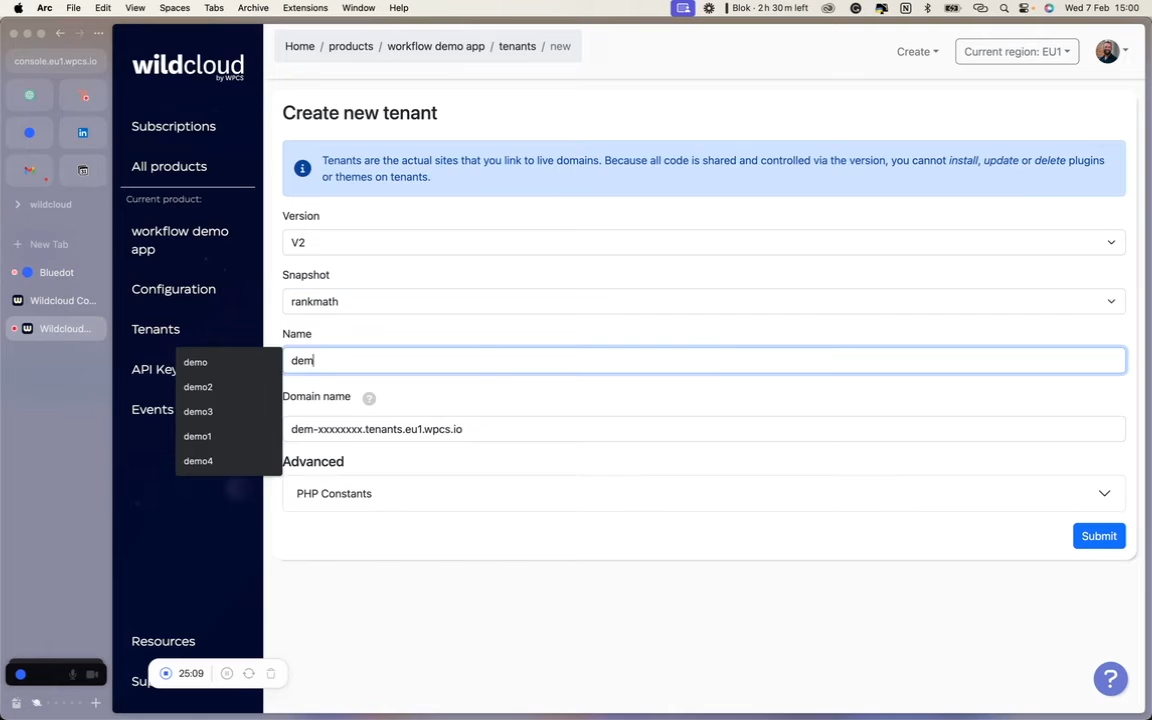 Arc File Edit View Spaces Tabs Archive Extensions Window Help
Blok · 2 h 30 m left
Wed 7 Feb 15:00
console.eu1.wpcs.io
wildcloud
New Tab
Bluedot
Wildcloud Co...
Wildcloud...
wildcloud
by WPCS
Subscriptions
All products
Current product:
workflow demo
app
Configuration
Tenants
API Key
Events
Resources
Su
demo
demo2
demo3
demo1
demo4
25:09
Home / products / workflow demo app / tenants / new
Create
Current region: EU1
Create new tenant
Tenants are the actual sites that you link to live domains. Because all code is shared and controlled via the version, you cannot install, update or delete plugins
or themes on tenants.
Version
V2
Snapshot
rankmath
Name
dem
Domain name ?
dem-xxxxxxxx.tenants.eu1.wpcs.io
Advanced
PHP Constants
Submit
?